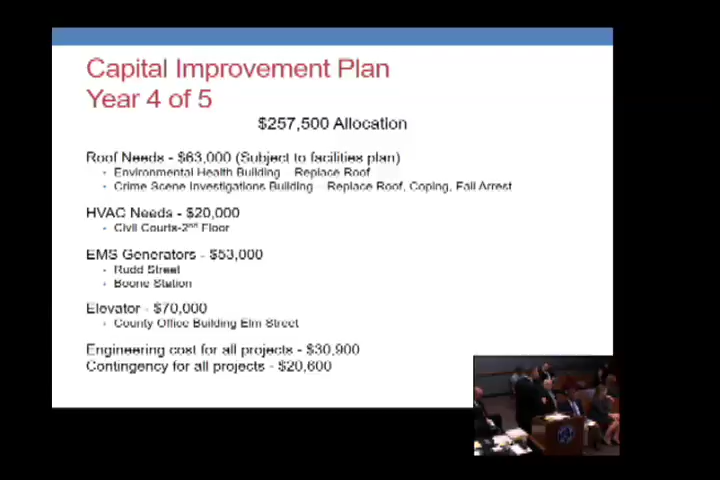 Capital Improvement Plan
Year 4 of 5
$257,500 Allocation
Roof Needs - $63,000 (Subject to facilities plan)
• Environmental Health Building – Replace Roof
• Crime Scene Investigations Building – Replace Roof, Coping, Fall Arrest
HVAC Needs - $20,000
• Civil Courts-2nd Floor
EMS Generators - $53,000
• Rudd Street
• Boone Station
Elevator - $70,000
• County Office Building Elm Street
Engineering cost for all projects - $30,900
Contingency for all projects - $20,600